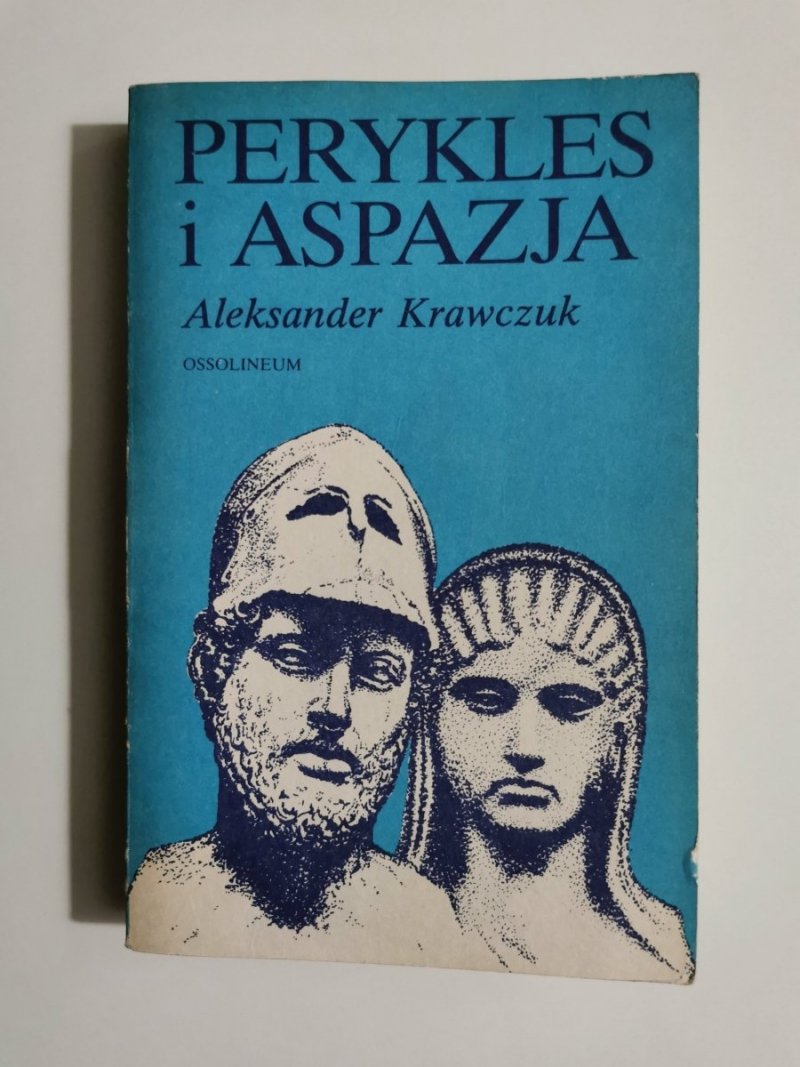 PERYKLES
i ASPAZJA
Aleksander Krawczuk
OSSOLINEUM